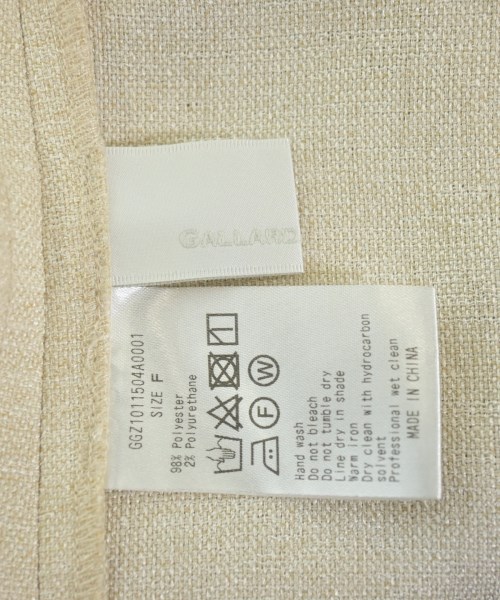 GALLARD
GGZ1011504A0001
SIZE F
98% Polyester
2% Polyurethane
F
W
Hand wash
Do not bleach
Do not tumble dry
Line dry in shade
Warm iron
Dry clean with hydrocarbon
solvent
Professional wet clean
MADE IN CHINA